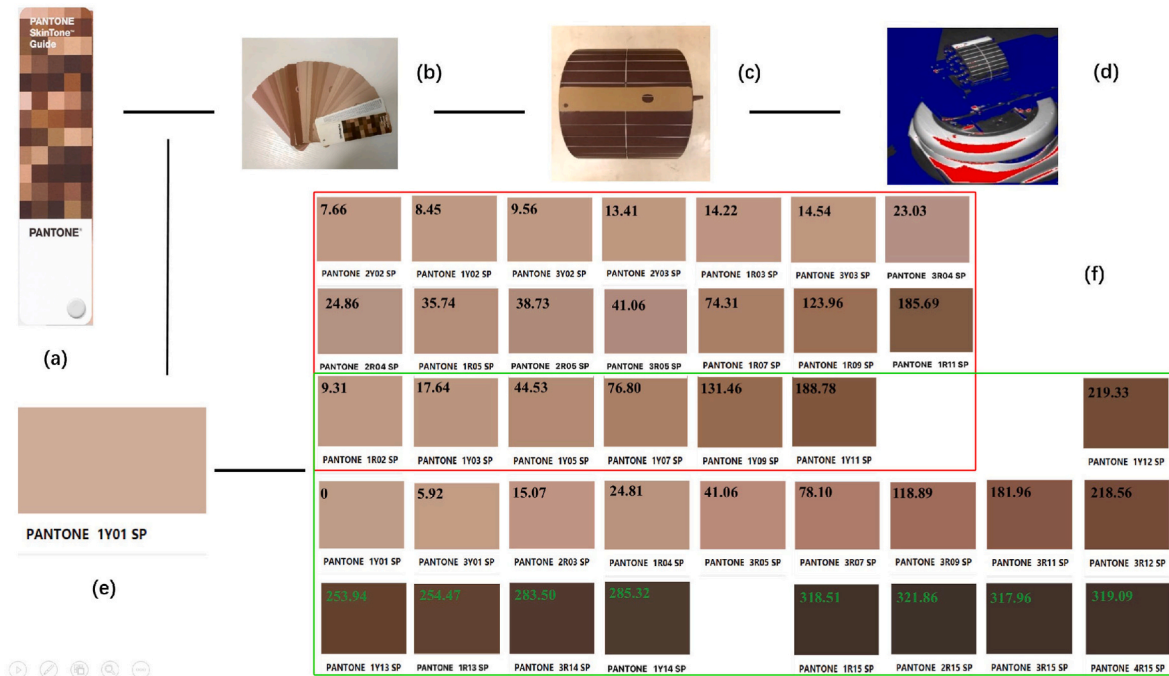 PANTONE
SkinTone™
Guide
PANTONE®
(a)
(b)
(c)
(d)
7.66 8.45 9.56 13.41 14.22 14.54 23.03
PANTONE 2Y02 SP PANTONE 1Y02 SP PANTONE 3Y02 SP PANTONE 2Y03 SP PANTONE 1R03 SP PANTONE 3Y03 SP PANTONE 3R04 SP
(f)
24.86 35.74 38.73 41.06 74.31 123.96 185.69
PANTONE 2R04 SP PANTONE 1R05 SP PANTONE 2R05 SP PANTONE 3R05 SP PANTONE 1R07 SP PANTONE 1R09 SP PANTONE 1R11 SP
9.31 17.64 44.53 76.80 131.46 188.78 219.33
PANTONE 1R02 SP PANTONE 1Y03 SP PANTONE 1Y05 SP PANTONE 1Y07 SP PANTONE 1Y09 SP PANTONE 1Y11 SP PANTONE 1Y12 SP
0 5.92 15.07 24.81 41.06 78.10 118.89 181.96 218.56
PANTONE 1Y01 SP PANTONE 3Y01 SP PANTONE 2R03 SP PANTONE 1R04 SP PANTONE 3R05 SP PANTONE 3R07 SP PANTONE 3R09 SP PANTONE 3R11 SP PANTONE 3R12 SP
253.94 254.47 283.50 285.32 318.51 321.86 317.96 319.09
PANTONE 1Y13 SP PANTONE 1R13 SP PANTONE 3R14 SP PANTONE 1Y14 SP PANTONE 1R15 SP PANTONE 2R15 SP PANTONE 3R15 SP PANTONE 4R15 SP
PANTONE 1Y01 SP
(e)